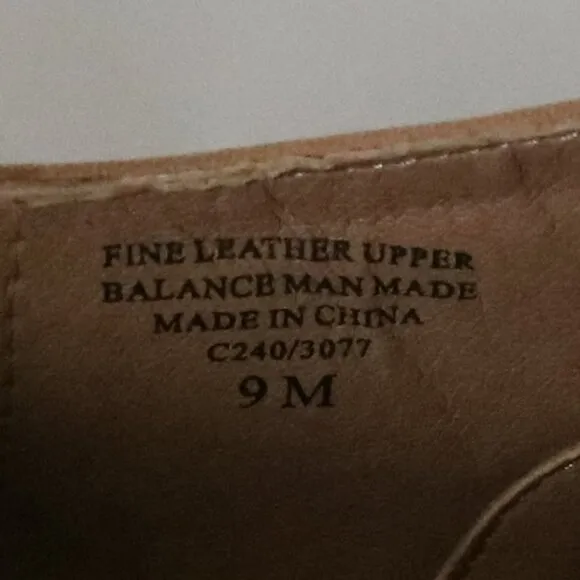 FINE LEATHER UPPER
BALANCE MAN MADE
MADE IN CHINA
C240/3077
9 M